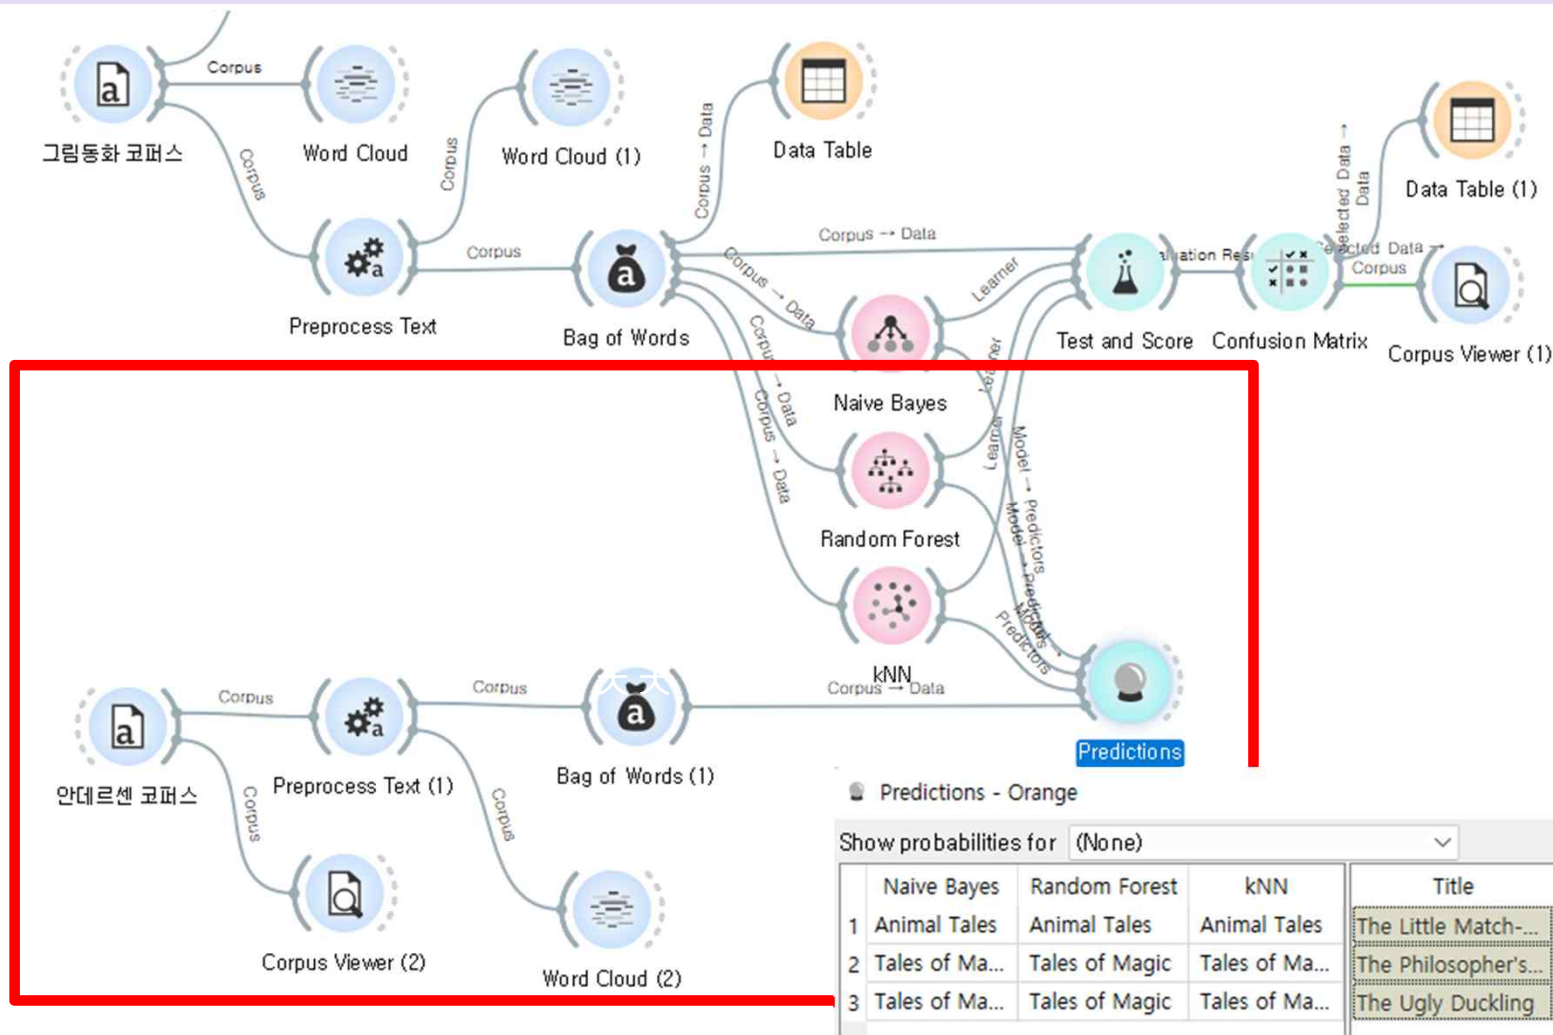 Corpus
그림동화 코퍼스
Word Cloud
Corpus
Corpus
Word Cloud (1)
Corpus → Data
Data Table
Selected Data →
Data
Data Table (1)
Preprocess Text
Corpus
Bag of Words
Corpus → Data
Corpus → Data
Corpus → Data
Corpus → Data
Learner
Learner
Learner
Test and Score
Confusion Matrix
Selected Data →
Corpus
Corpus Viewer (1)
Naive Bayes
Random Forest
Model → Predictors
kNN
Predictors
안데르센 코퍼스
Corpus
Preprocess Text (1)
Corpus
Bag of Words (1)
Corpus → Data
Predictions
Corpus
Corpus
Corpus Viewer (2)
Word Cloud (2)
Predictions - Orange
Show probabilities for (None)
Naive Bayes Random Forest kNN Title
1 Animal Tales Animal Tales Animal Tales The Little Match-...
2 Tales of Ma... Tales of Magic Tales of Ma... The Philosopher's...
3 Tales of Ma... Tales of Magic Tales of Ma... The Ugly Duckling